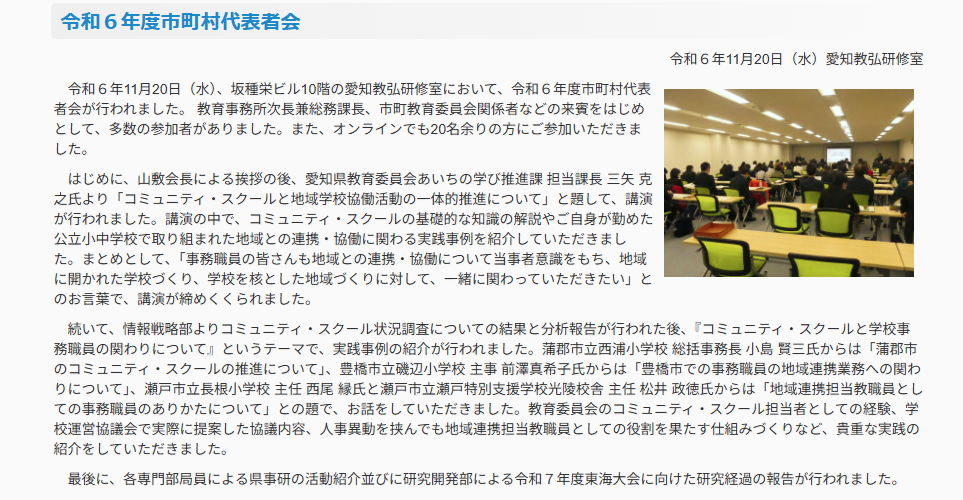 令和６年度市町村代表者会
令和６年11月20日（水）愛知教弘研修室
令和６年11月20日（水）、坂種栄ビル10階の愛知教弘研修室において、令和６年度市町村代表
者会が行われました。 教育事務所次長兼総務課長、市町教育委員会関係者などの来賓をはじめ
として、多数の参加者がありました。また、オンラインでも20名余りの方にご参加いただきま
した。
はじめに、山敷会長による挨拶の後、愛知県教育委員会あいちの学び推進課 担当課長 三矢 克
之氏より「コミュニティ・スクールと地域学校協働活動の一体的推進について」と題して、講演
が行われました。講演の中で、コミュニティ・スクールの基礎的な知識の解説やご自身が勤めた
公立小中学校で取り組まれた地域との連携・協働に関わる実践事例を紹介していただきまし
た。まとめとして、「事務職員の皆さんも地域との連携・協働について当事者意識をもち、地域
に開かれた学校づくり、学校を核とした地域づくりに対して、一緒に関わっていただきたい」と
のお言葉で、講演が締めくくられました。
続いて、情報戦略部よりコミュニティ・スクール状況調査についての結果と分析報告が行われた後、『コミュニティ・スクールと学校事
務職員の関わりについて』というテーマで、実践事例の紹介が行われました。蒲郡市立西浦小学校 総括事務長 小島 賢三氏からは「蒲郡市
のコミュニティ・スクールの推進について」、豊橋市立磯辺小学校 主事 前澤真希子氏からは「豊橋市での事務職員の地域連携業務への関わ
りについて」、瀬戸市立長根小学校 主任 西尾 縁氏と瀬戸市立瀬戸特別支援学校光陵校舎 主任 松井 政徳氏からは「地域連携担当教職員とし
ての事務職員のありかたについて」との題で、お話をしていただきました。教育委員会のコミュニティ・スクール担当者としての経験、学
校運営協議会で実際に提案した協議内容、人事異動を挟んでも地域連携担当教職員としての役割を果たす仕組みづくりなど、貴重な実践の
紹介をしていただきました。
最後に、各専門部局員による県事研の活動紹介並びに研究開発部による令和７年度東海大会に向けた研究経過の報告が行われました。